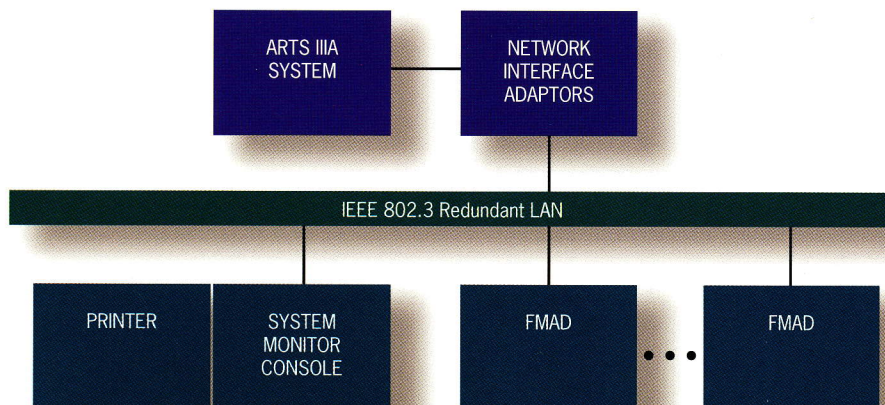 ARTS IIIA
SYSTEM
NETWORK
INTERFACE
ADAPTORS
IEEE 802.3 Redundant LAN
PRINTER
SYSTEM
MONITOR
CONSOLE
FMAD
FMAD